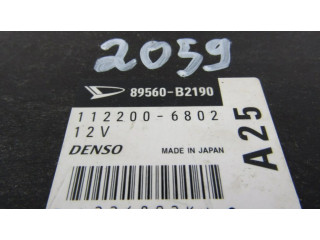 2059
89560-B2190
112200-6802
12V
DENSO MADE IN JAPAN
A25